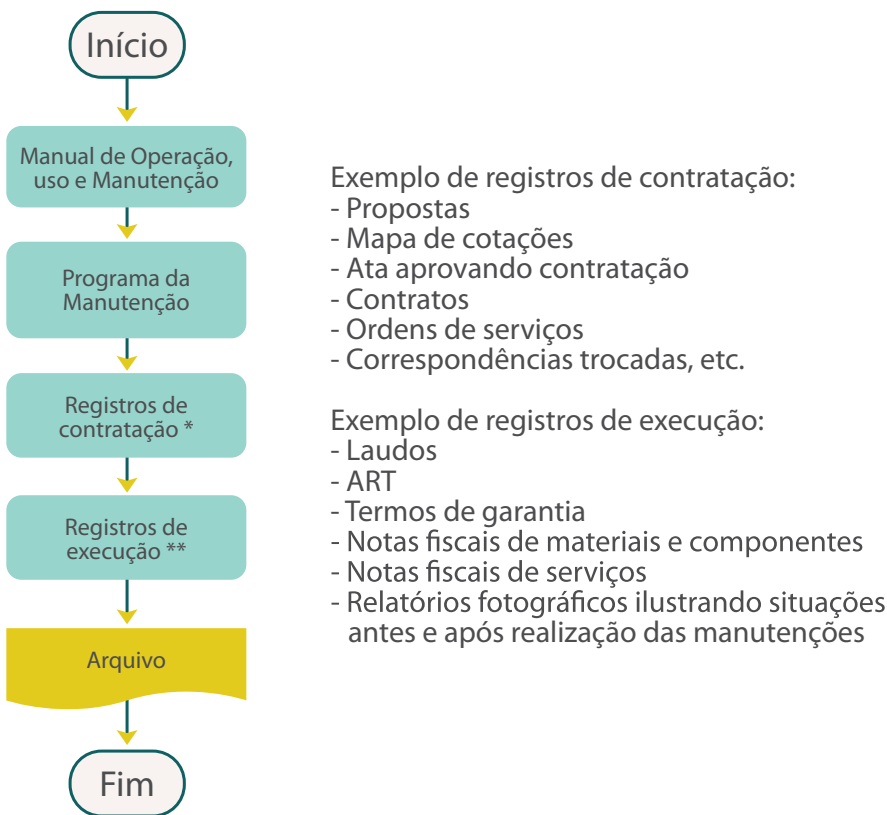 Início
Manual de Operação,
uso e Manutenção
Programa da
Manutenção
Registros de
contratação *
Registros de
execução **
Arquivo
Fim
Exemplo de registros de contratação:
- Propostas
- Mapa de cotações
- Ata aprovando contratação
- Contratos
- Ordens de serviços
- Correspondências trocadas, etc.
Exemplo de registros de execução:
- Laudos
- ART
- Termos de garantia
- Notas fiscais de materiais e componentes
- Notas fiscais de serviços
- Relatórios fotográficos ilustrando situações
antes e após realização das manutenções